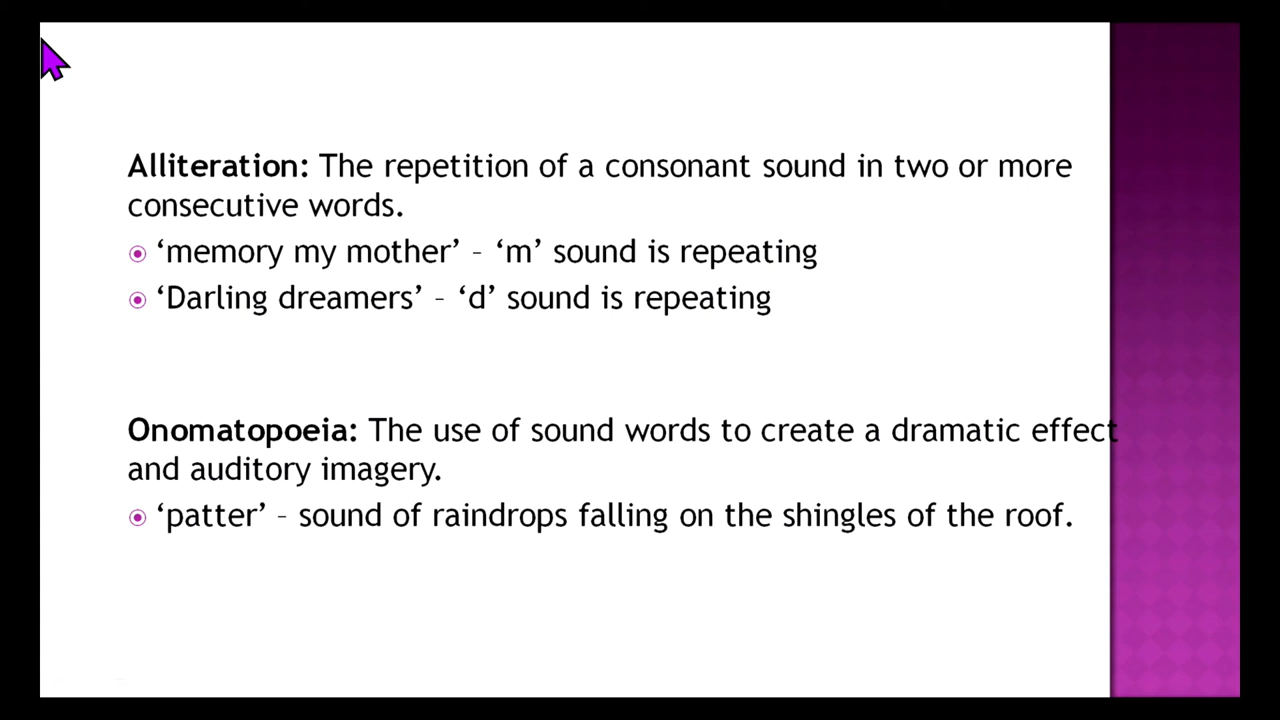 Alliteration: The repetition of a consonant sound in two or more
consecutive words.
‘memory my mother’ – ‘m’ sound is repeating
‘Darling dreamers’ – ‘d’ sound is repeating
Onomatopoeia: The use of sound words to create a dramatic effect
and auditory imagery.
‘patter’ – sound of raindrops falling on the shingles of the roof.